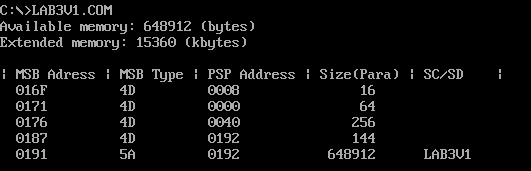 C:\>LAB3V1.COM
Available memory: 648912 (bytes)
Extended memory: 15360 (kbytes)
| MSB Adress | MSB Type | PSP Address | Size(Para) | SC/SD |
016F 4D 0008 16
0171 4D 0000 64
0176 4D 0040 256
0187 4D 0192 144
0191 5A 0192 648912 LAB3V1